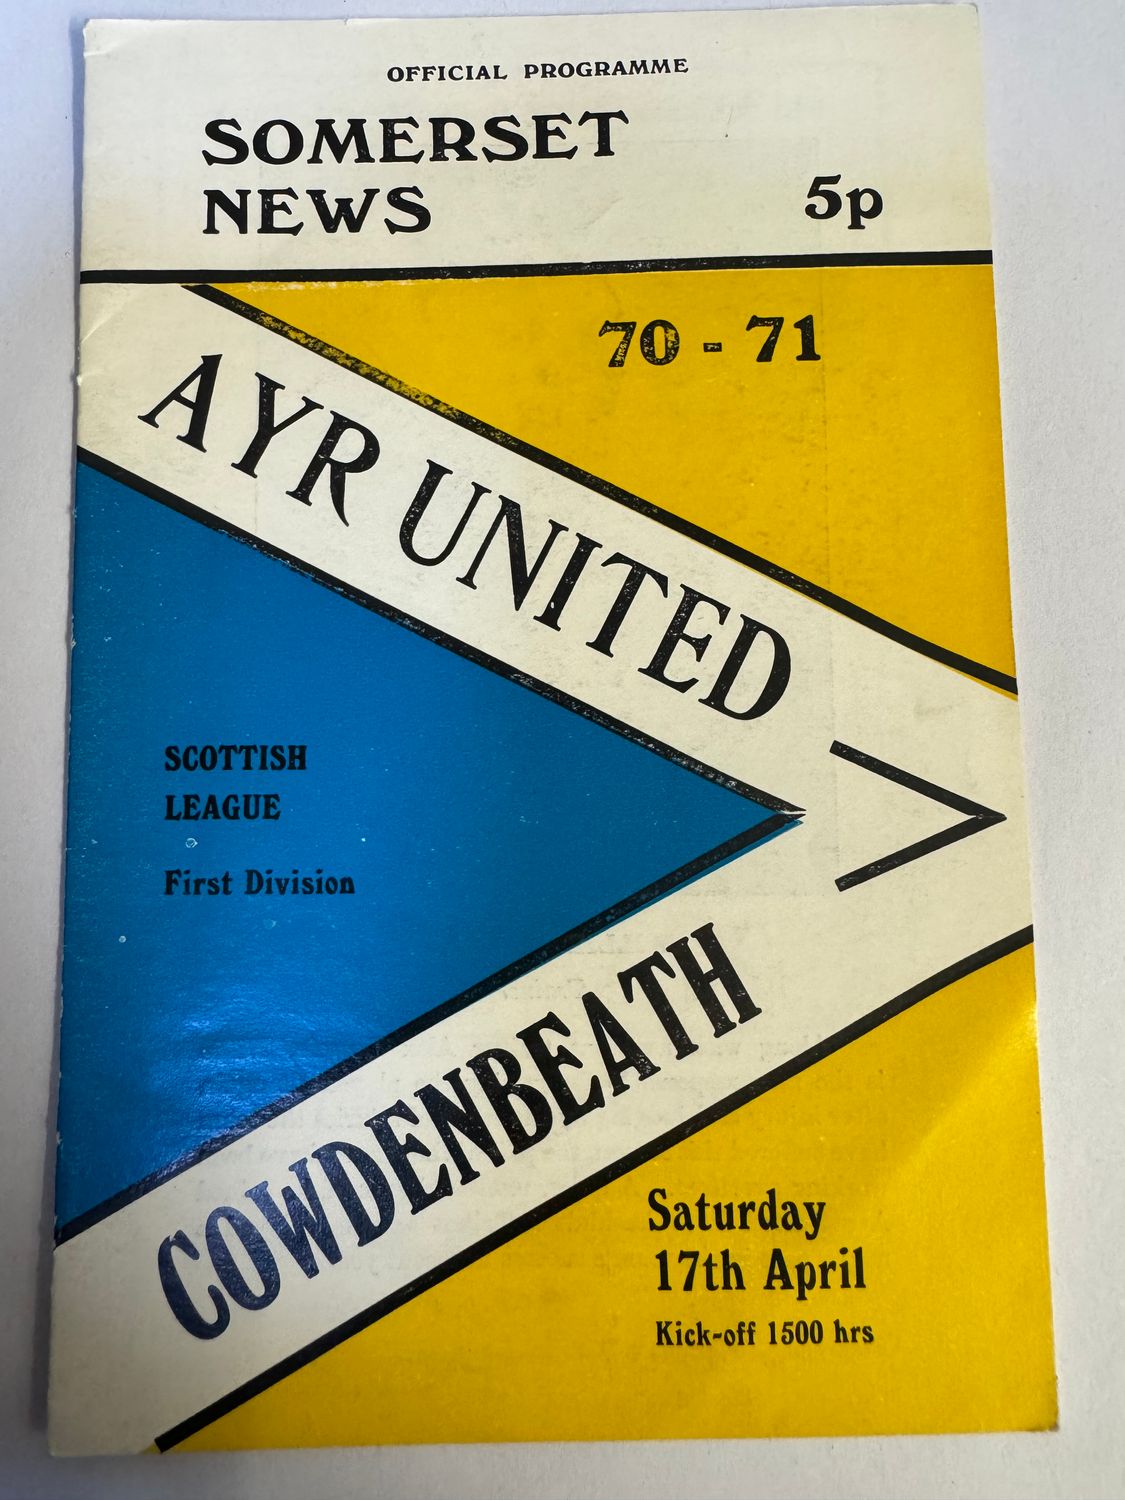 OFFICIAL PROGRAMME
SOMERSET
NEWS
5p
70 - 71
AYR UNITED
SCOTTISH
LEAGUE
First Division
COWDENBEATH
Saturday
17th April
Kick-off 1500 hrs